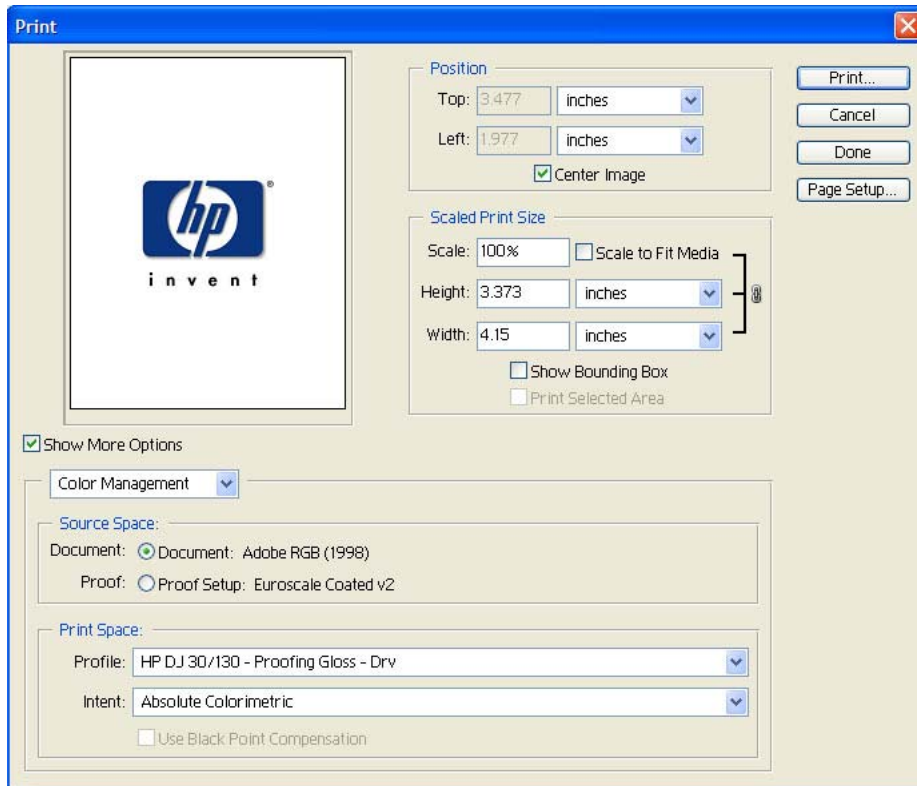 Print
hp
®
invent
Position
Top: 3.477 inches
Left: 1.977 inches
Center Image
Scaled Print Size
Scale: 100% Scale to Fit Media
Height: 3.373 inches
Width: 4.15 inches
Show Bounding Box
Print Selected Area
Print...
Cancel
Done
Page Setup...
Show More Options
Color Management
Source Space:
Document: Document: Adobe RGB (1998)
Proof: Proof Setup: Euroscale Coated v2
Print Space:
Profile: HP DJ 30/130 - Proofing Gloss - Drv
Intent: Absolute Colorimetric
Use Black Point Compensation